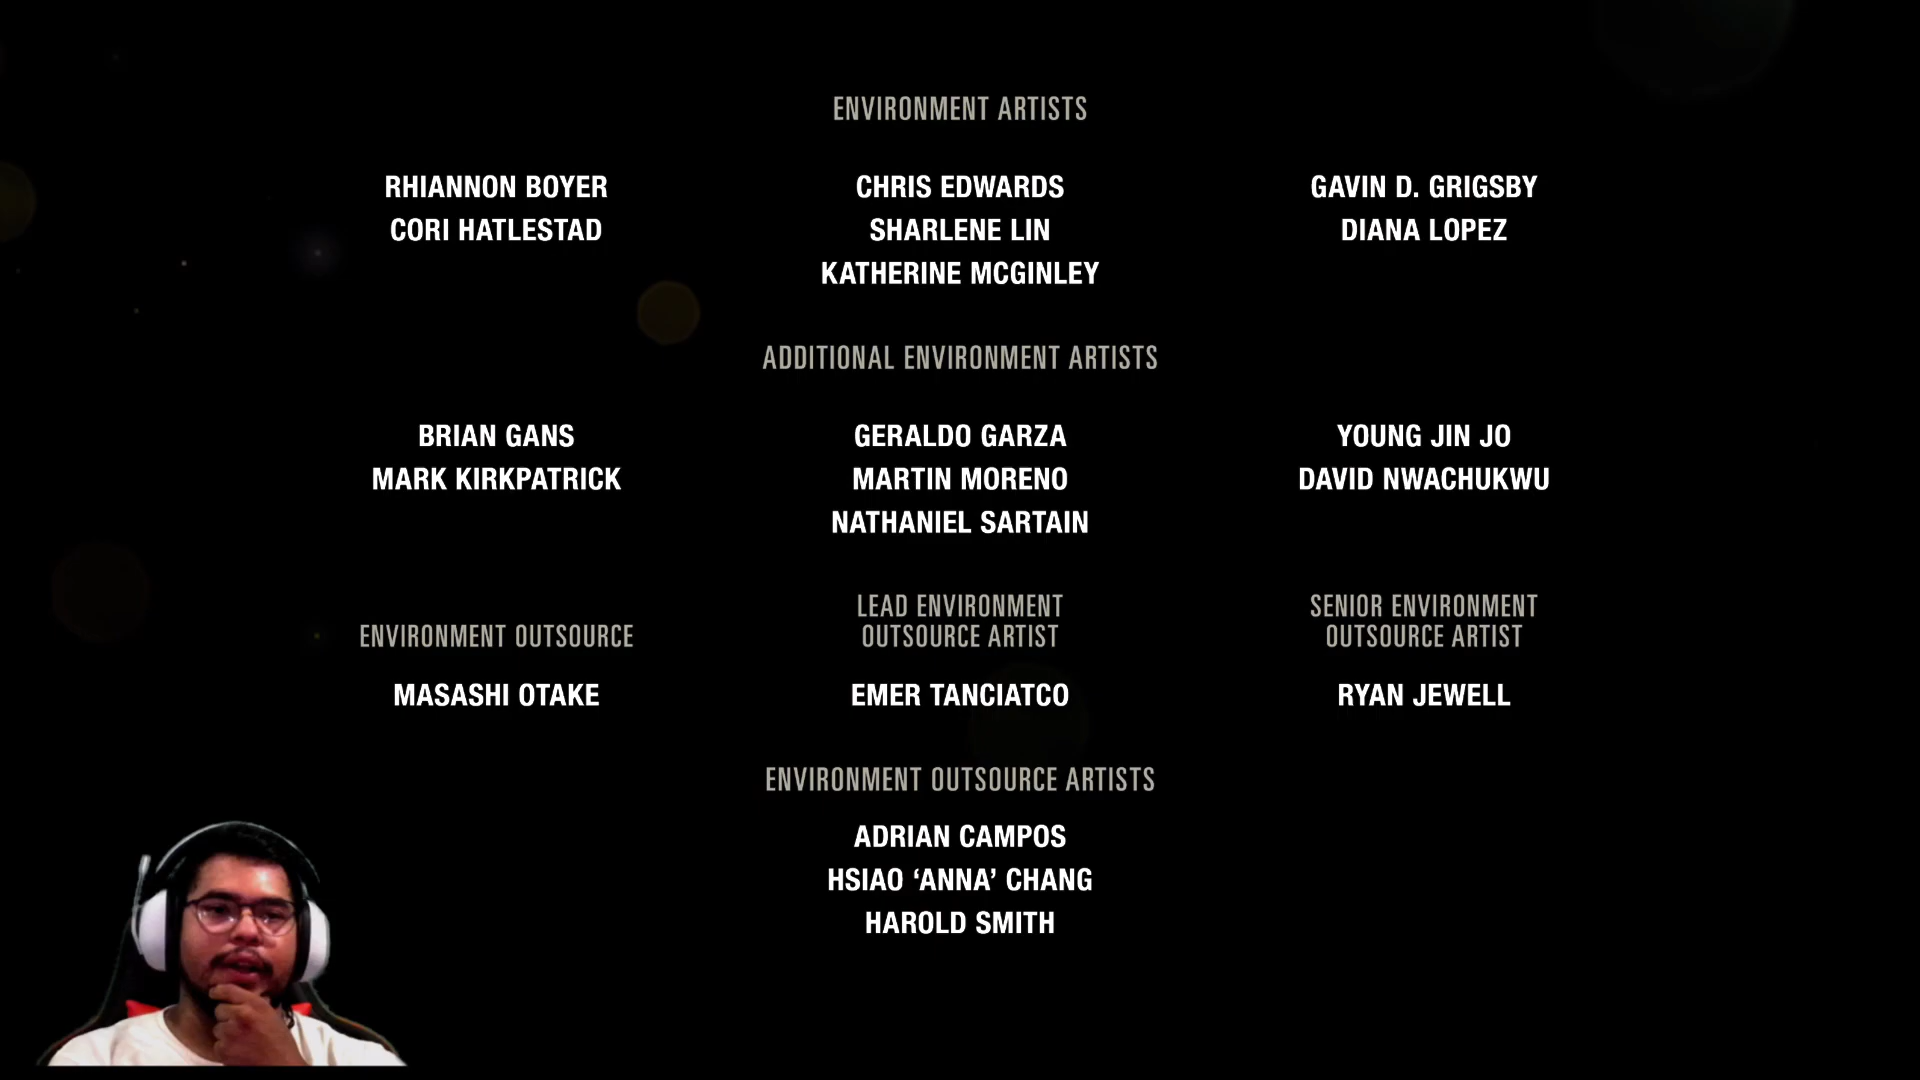 ENVIRONMENT ARTISTS
RHIANNON BOYER
CHRIS EDWARDS
GAVIN D. GRIGSBY
CORI HATLESTAD
SHARLENE LIN
DIANA LOPEZ
KATHERINE MCGINLEY
ADDITIONAL ENVIRONMENT ARTISTS
BRIAN GANS
GERALDO GARZA
YOUNG JIN JO
MARK KIRKPATRICK
MARTIN MORENO
DAVID NWACHUKWU
NATHANIEL SARTAIN
ENVIRONMENT OUTSOURCE
MASASHI OTAKE
LEAD ENVIRONMENT
OUTSOURCE ARTIST
EMER TANCIATCO
SENIOR ENVIRONMENT
OUTSOURCE ARTIST
RYAN JEWELL
ENVIRONMENT OUTSOURCE ARTISTS
ADRIAN CAMPOS
HSIAO ‘ANNA’ CHANG
HAROLD SMITH